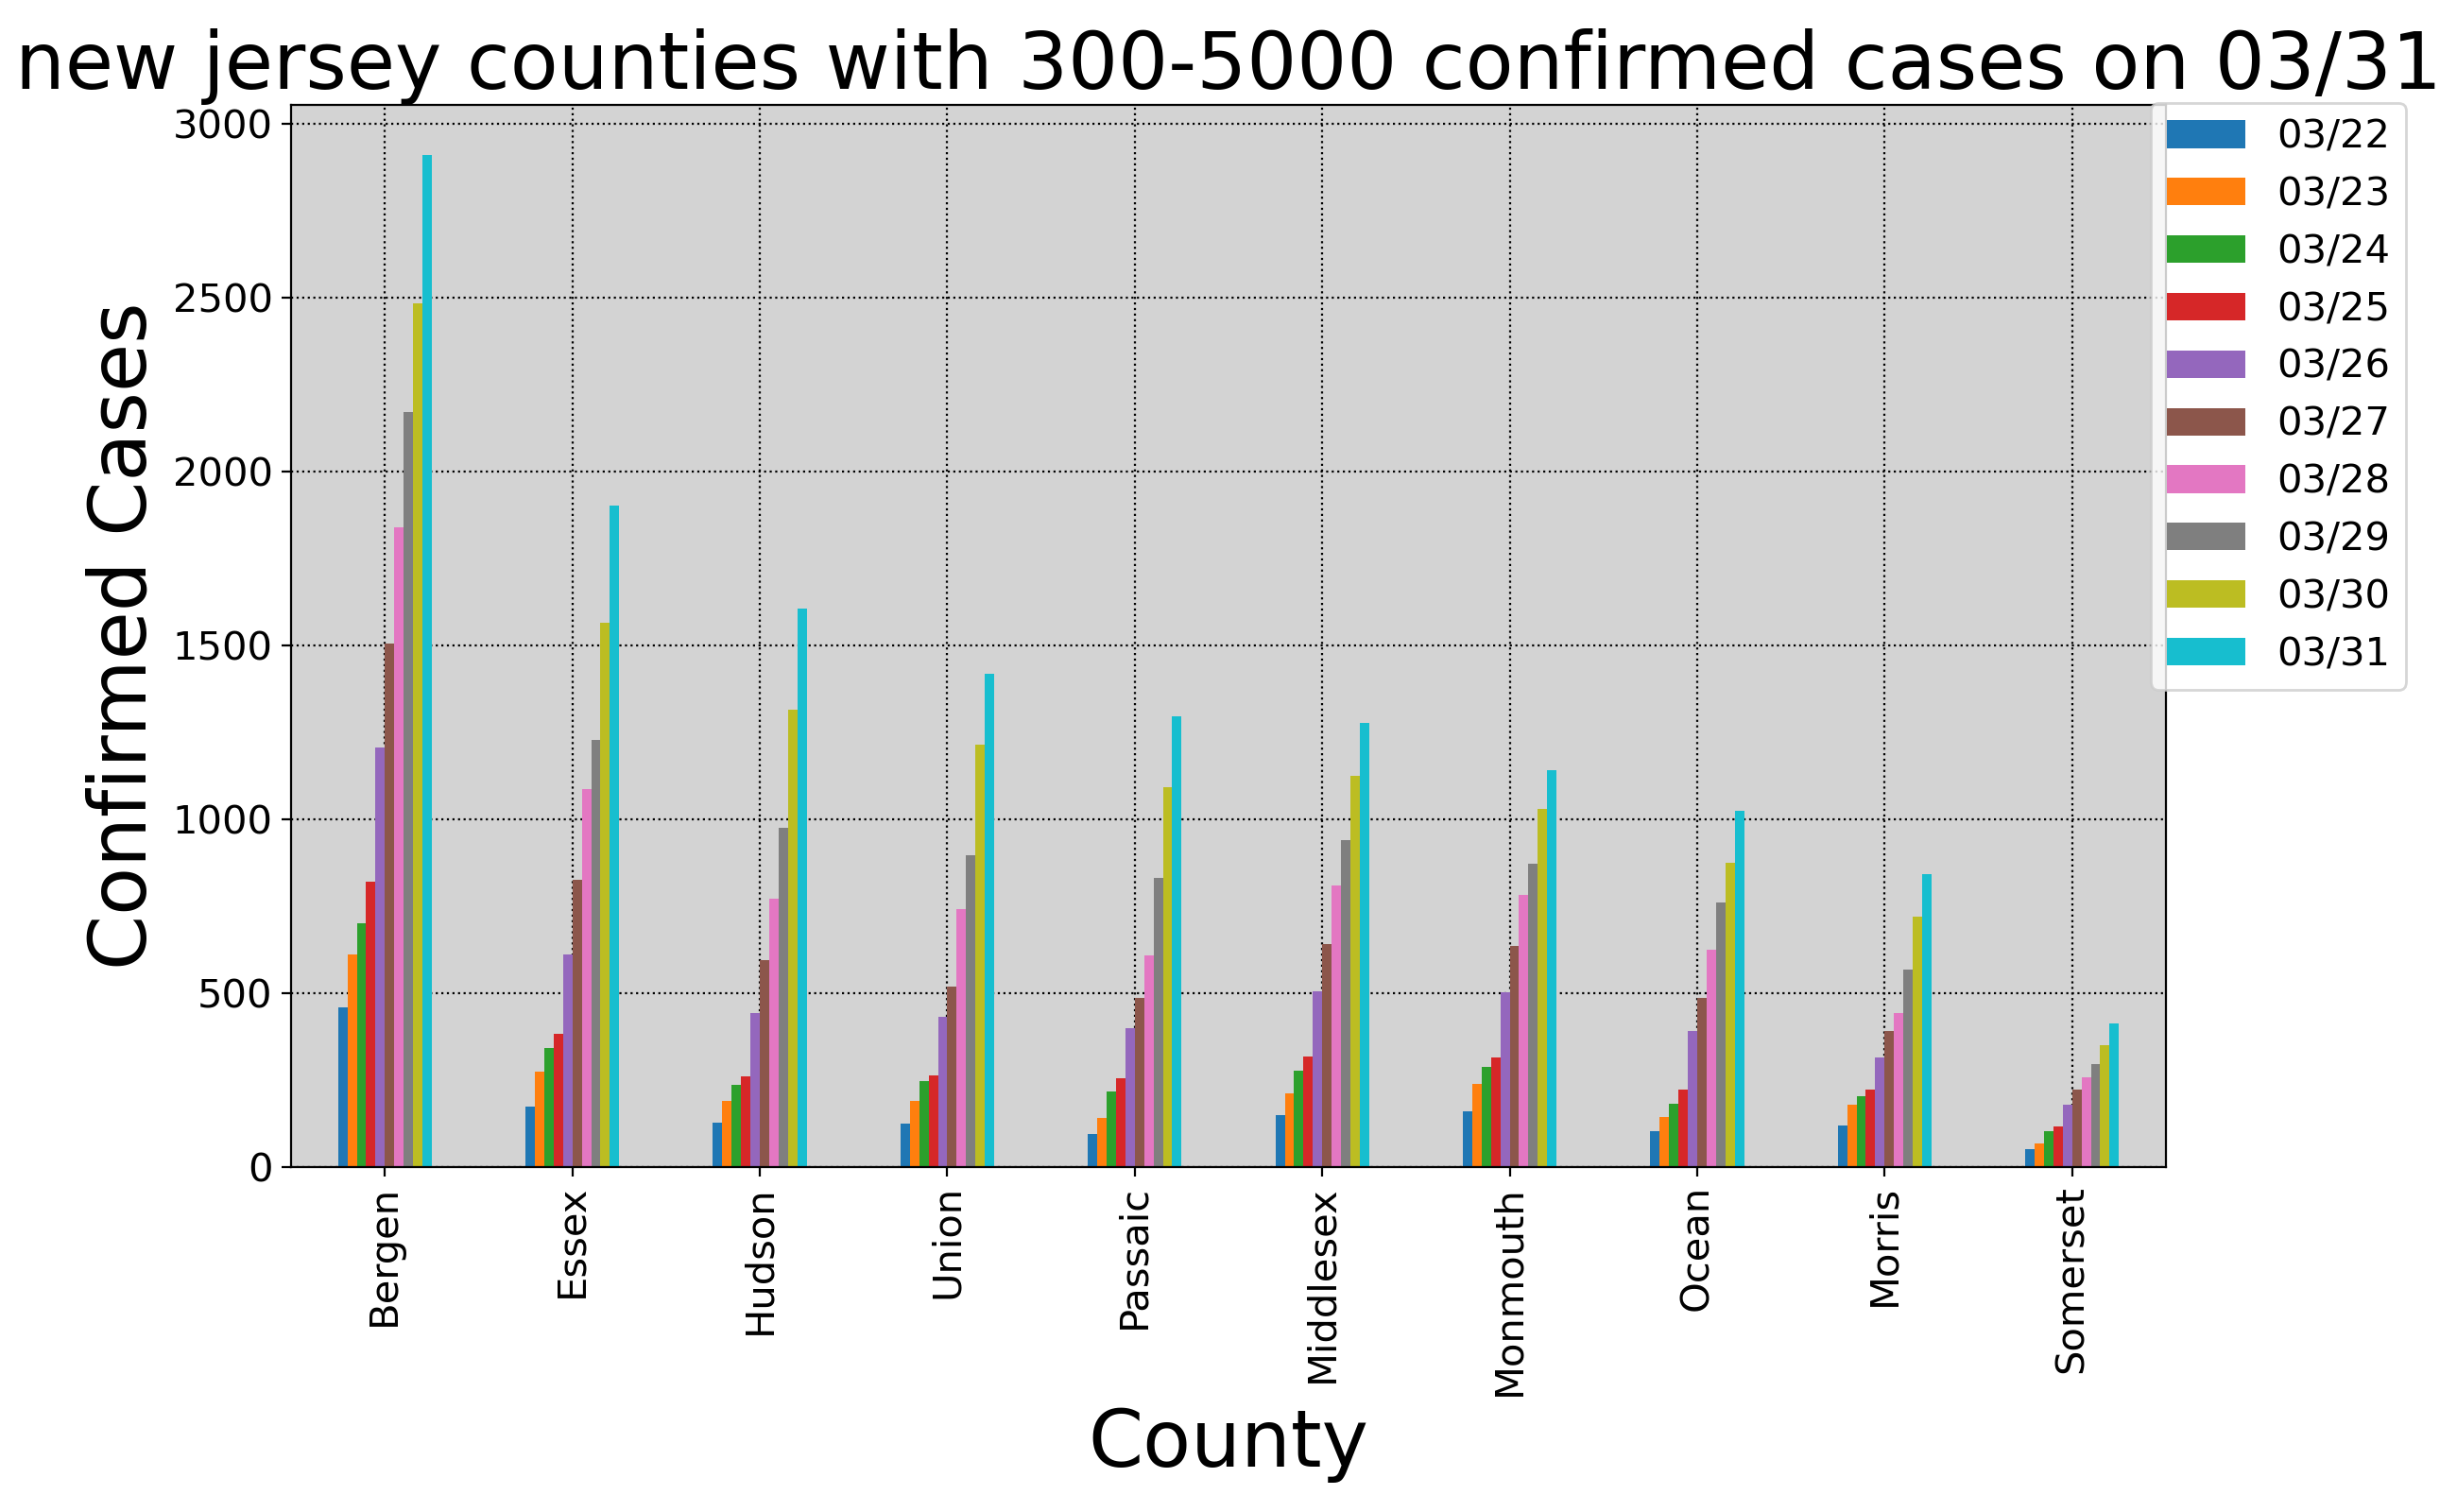 new jersey counties with 300-5000 confirmed cases on 03/31
Confirmed Cases
3000
2500
2000
1500
1000
500
0
03/22
03/23
03/24
03/25
03/26
03/27
03/28
03/29
03/30
03/31
Bergen
Essex
Hudson
Union
Passaic
Middlesex
Monmouth
Ocean
Morris
Somerset
County